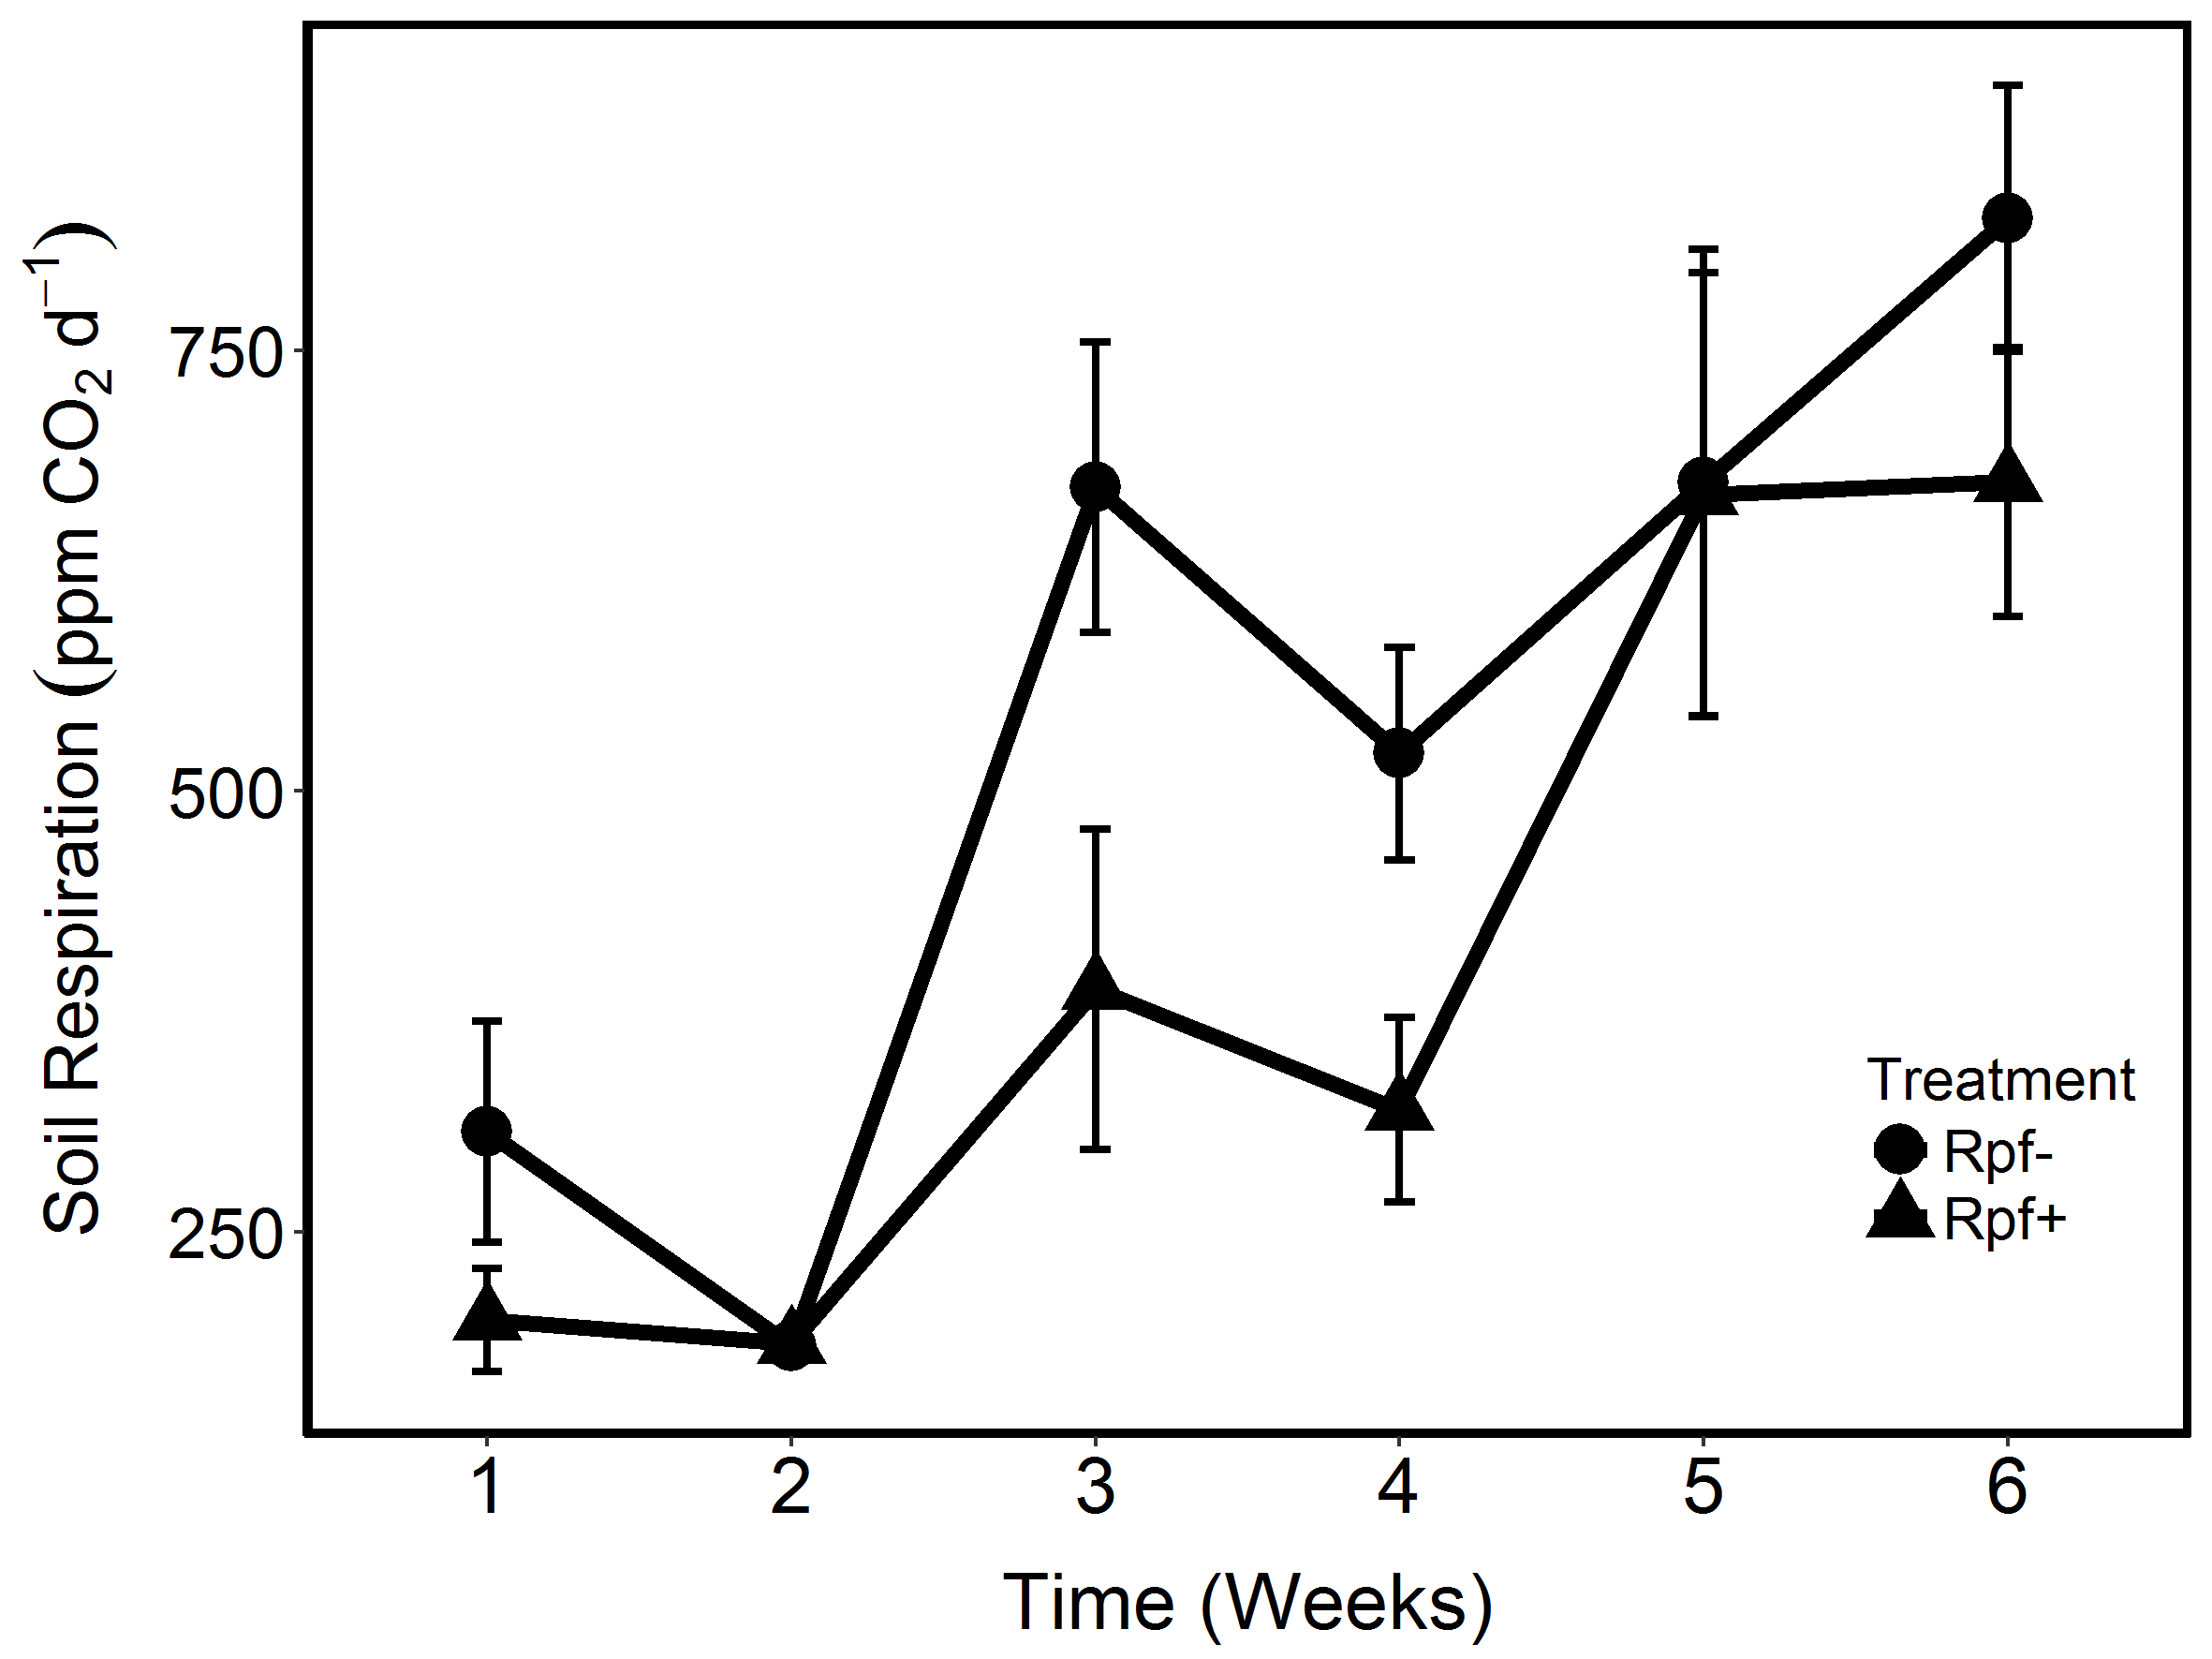 Soil Respiration (ppm CO₂ d⁻¹)
750
500
250
Treatment
Rpf-
Rpf+
1 2 3 4 5 6
Time (Weeks)